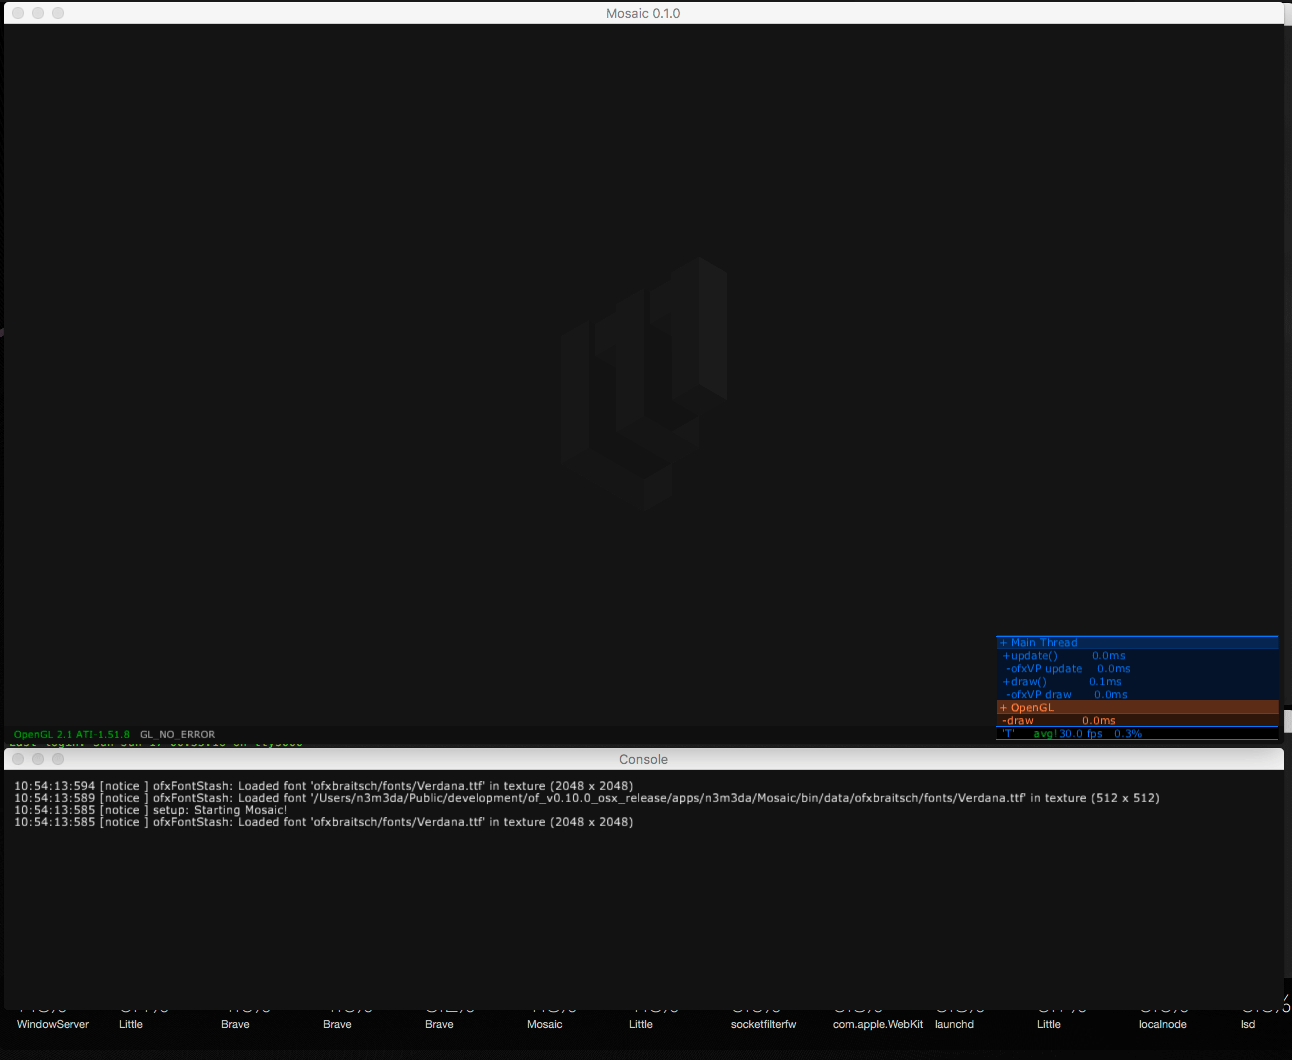 Mosaic 0.1.0
+ Main Thread
+update() 0.0ms
-ofxVP update 0.0ms
+draw() 0.1ms
-ofxVP draw 0.0ms
+ OpenGL
-draw 0.0ms
'T' avg! 30.0 fps 0.3%
OpenGL 2.1 ATI-1.51.8 GL_NO_ERROR
Console
10:54:13:594 [notice ] ofxFontStash: Loaded font 'ofxbraitsch/fonts/Verdana.ttf' in texture (2048 x 2048)
10:54:13:589 [notice ] ofxFontStash: Loaded font '/Users/n3m3da/Public/development/of_v0.10.0_osx_release/apps/n3m3da/Mosaic/bin/data/ofxbraitsch/fonts/Verdana.ttf' in texture (512 x 512)
10:54:13:585 [notice ] setup: Starting Mosaic!
10:54:13:585 [notice ] ofxFontStash: Loaded font 'ofxbraitsch/fonts/Verdana.ttf' in texture (2048 x 2048)
WindowServer Little Brave Brave Brave Mosaic Little socketfilterfw com.apple.WebKit launchd Little localnode lsd